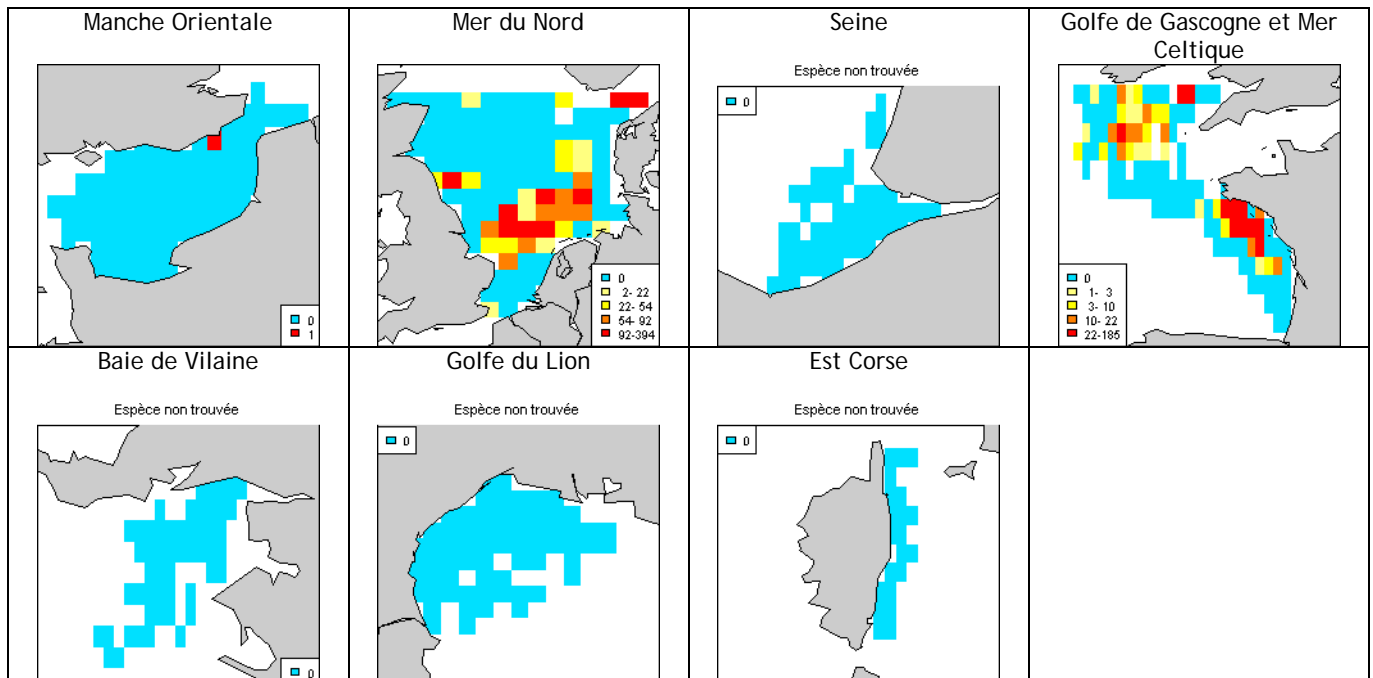 Manche Orientale
0
1
Mer du Nord
0
2- 22
22- 54
54- 92
92-394
Seine
Espèce non trouvée
0
Golfe de Gascogne et Mer
Celtique
0
1- 3
3- 10
10- 22
22-185
Baie de Vilaine
Espèce non trouvée
0
Golfe du Lion
Espèce non trouvée
0
Est Corse
Espèce non trouvée
0